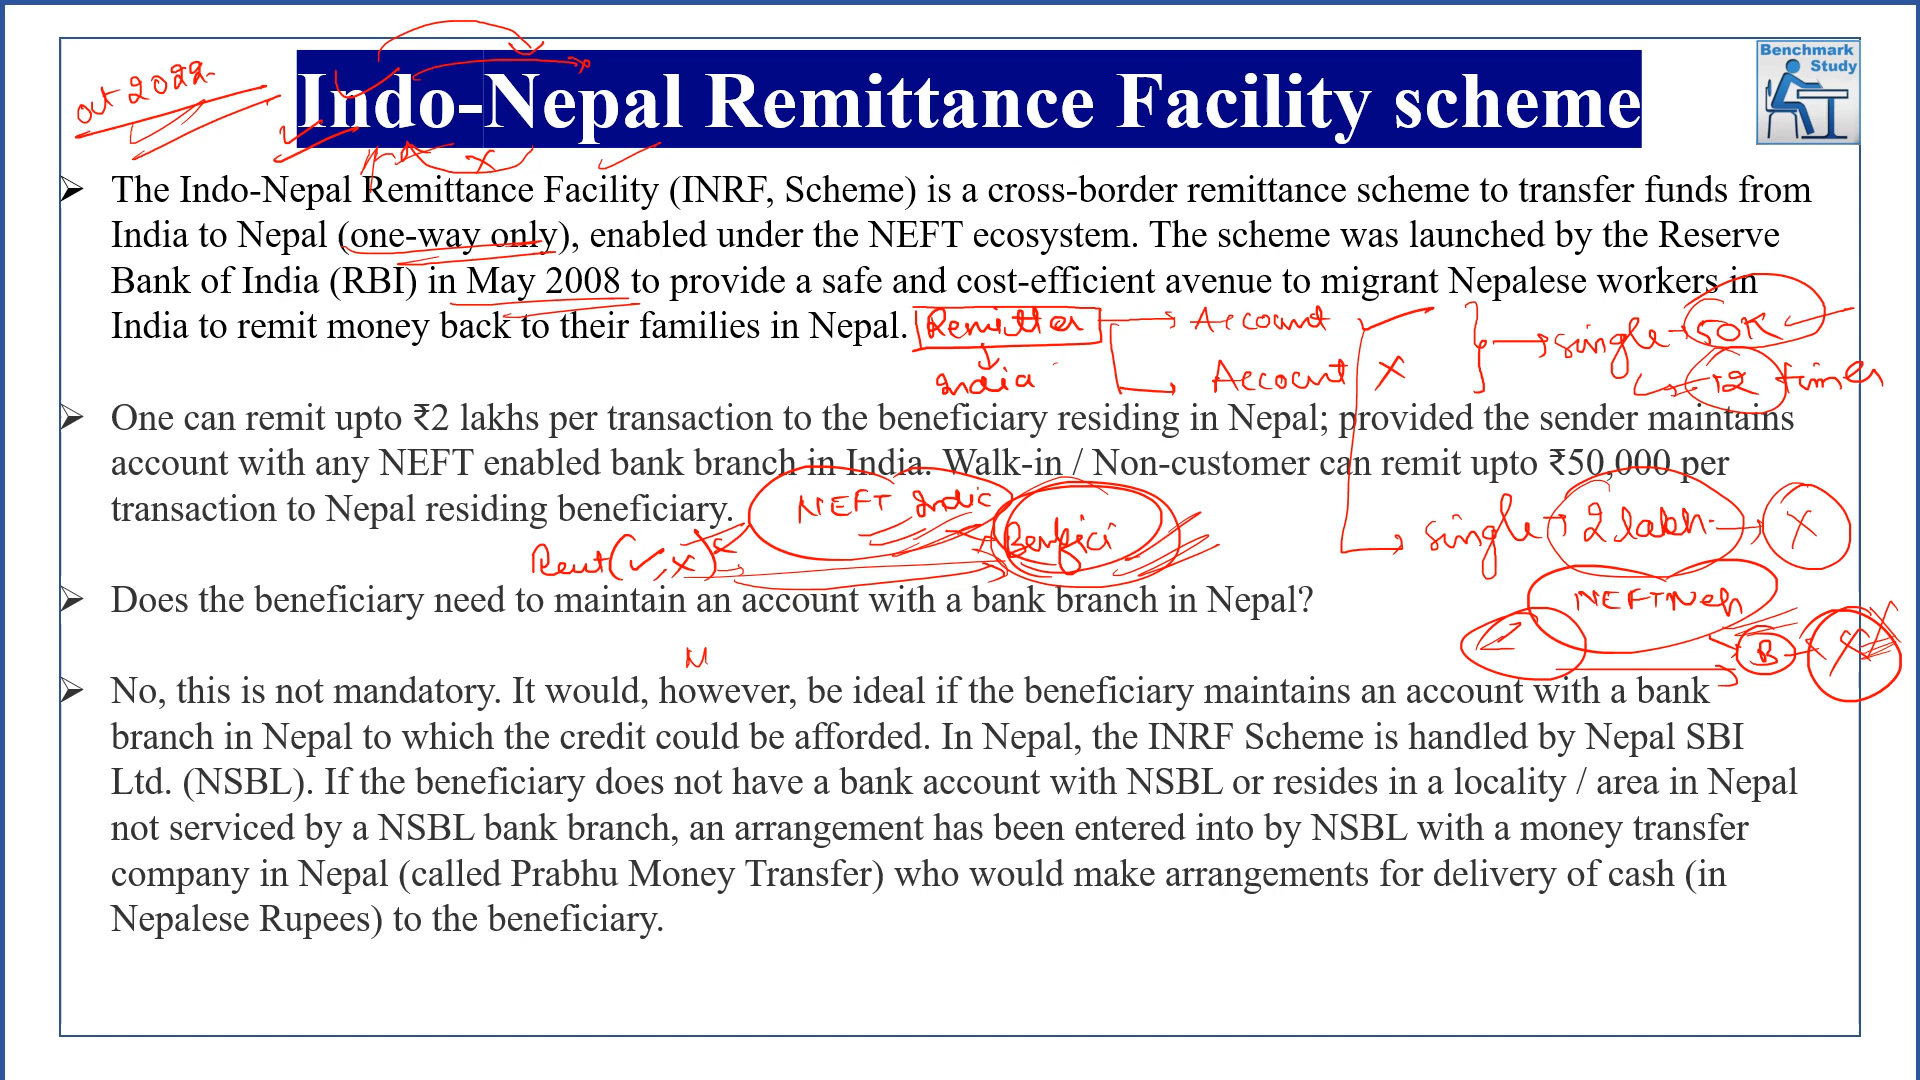 Benchmark
Study
oct 2022
Indo-Nepal Remittance Facility scheme
The Indo-Nepal Remittance Facility (INRF, Scheme) is a cross-border remittance scheme to transfer funds from
India to Nepal (one-way only), enabled under the NEFT ecosystem. The scheme was launched by the Reserve
Bank of India (RBI) in May 2008 to provide a safe and cost-efficient avenue to migrant Nepalese workers in
India to remit money back to their families in Nepal.
Remitter Account single 50K
India Account X 12 times
One can remit upto ₹2 lakhs per transaction to the beneficiary residing in Nepal; provided the sender maintains
account with any NEFT enabled bank branch in India. Walk-in / Non-customer can remit upto ₹50,000 per
transaction to Nepal residing beneficiary.
NEFT India
single 2 lakh X
Does the beneficiary need to maintain an account with a bank branch in Nepal?
B
No, this is not mandatory. It would, however, be ideal if the beneficiary maintains an account with a bank
branch in Nepal to which the credit could be afforded. In Nepal, the INRF Scheme is handled by Nepal SBI
Ltd. (NSBL). If the beneficiary does not have a bank account with NSBL or resides in a locality / area in Nepal
not serviced by a NSBL bank branch, an arrangement has been entered into by NSBL with a money transfer
company in Nepal (called Prabhu Money Transfer) who would make arrangements for delivery of cash (in
Nepalese Rupees) to the beneficiary.